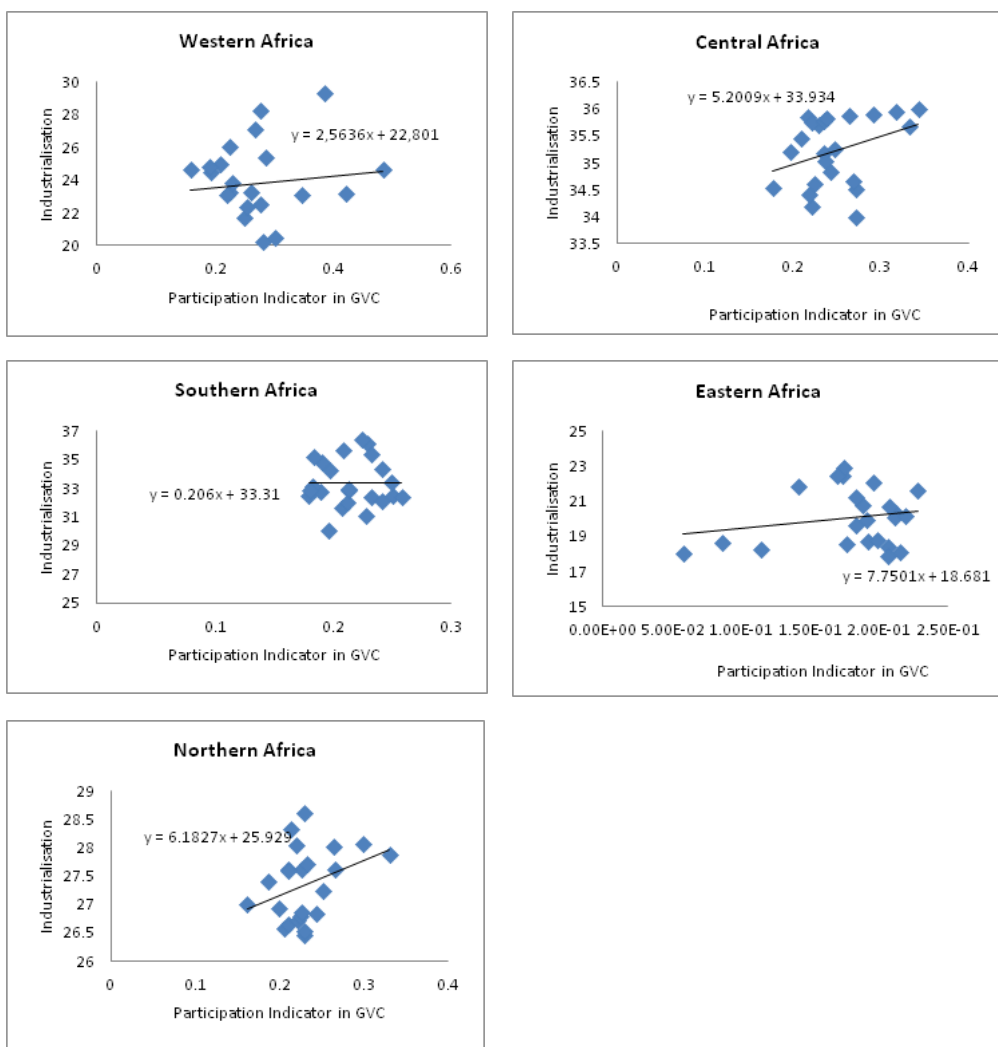 Western Africa
30
28
26
24
22
20
Industrialisation
y = 2,5636x + 22,801
0 0.2 0.4 0.6
Participation Indicator in GVC
Central Africa
36.5
36
35.5
35
34.5
34
33.5
Industrialisation
y = 5.2009x + 33.934
0 0.1 0.2 0.3 0.4
Participation Indicator in GVC
Southern Africa
37
35
33
31
29
27
25
Industrialisation
y = 0.206x + 33.31
0 0.1 0.2 0.3
Participation Indicator in GVC
Eastern Africa
25
23
21
19
17
15
Industrialisation
y = 7.7501x + 18.681
0.00E+00 5.00E-02 1.00E-01 1.50E-01 2.00E-01 2.50E-01
Participation Indicator in GVC
Northern Africa
29
28.5
28
27.5
27
26.5
26
Industrialisation
y = 6.1827x + 25.929
0 0.1 0.2 0.3 0.4
Participation Indicator in GVC